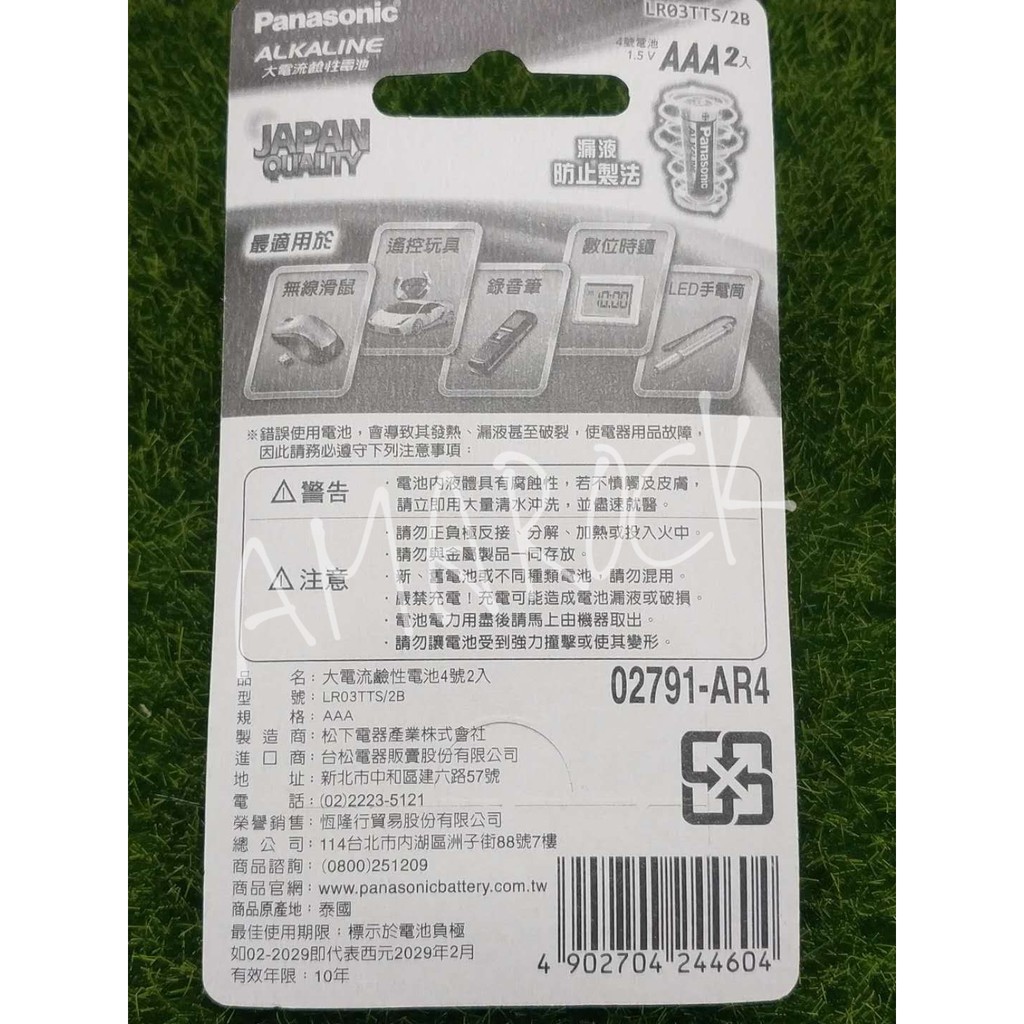 Panasonic
ALKALINE
大電流鹼性電池
LR03TTS/2B
4號電池
1.5V
AAA2入
JAPAN
QUALITY
漏液
防止製法
Panasonic
最適用於
無線滑鼠
遙控玩具
錄音筆
數位時鐘
10:00
LED手電筒
※錯誤使用電池，會導致其發熱、漏液甚至破裂，使電器用品故障，
因此請務必遵守下列注意事項：
警告
・電池內液體具有腐蝕性，若不慎觸及皮膚，
請立即用大量清水沖洗，並儘速就醫。
注意
・請勿正負極反接、分解、加熱或投入火中。
・請勿與金屬製品一同存放。
・新、舊電池或不同種類電池，請勿混用。
・嚴禁充電！充電可能造成電池漏液或破損。
・電池電力用盡後請馬上由機器取出。
・請勿讓電池受到強力撞擊或使其變形。
AMNROCK
品名：大電流鹼性電池4號2入
型號：LR03TTS/2B
規格：AAA
製造商：松下電器產業株式會社
進口商：台松電器販賣股份有限公司
地址：新北市中和區建六路57號
電話：(02)2223-5121
榮譽銷售：恆隆行貿易股份有限公司
總公司：114台北市內湖區洲子街88號7樓
商品諮詢：(0800)251209
商品官網：www.panasonicbattery.com.tw
商品原產地：泰國
最佳使用期限：標示於電池負極
如02-2029即代表西元2029年2月
有效年限：10年
02791-AR4
4 902704 244604